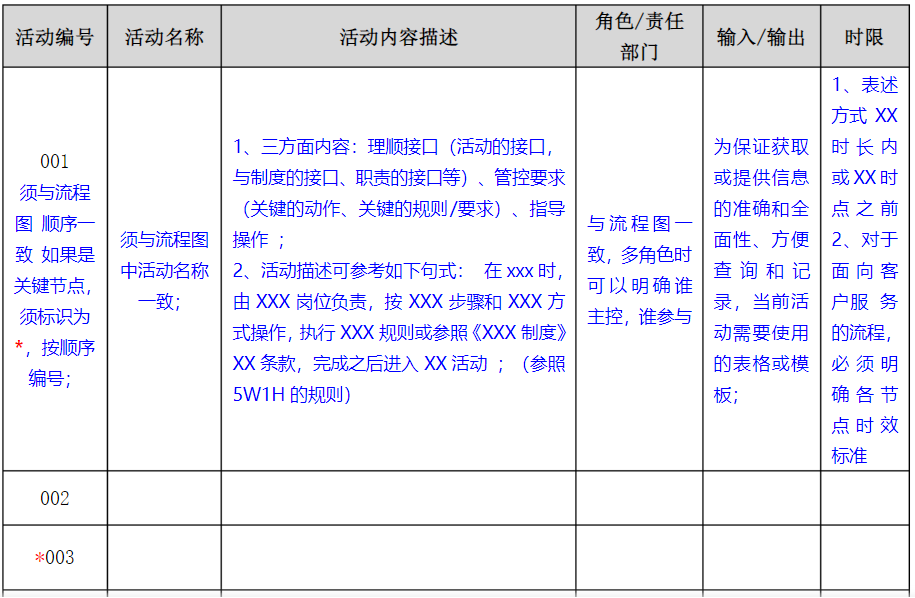 活动编号
活动名称
活动内容描述
角色/责任
部门
输入/输出
时限
001
须与流程
图 顺序一
致 如果是
关键节点，
须标识为
*，按顺序
编号；
须与流程图
中活动名称
一致；
1、三方面内容：理顺接口（活动的接口，
与制度的接口、职责的接口等）、管控要求
（关键的动作、关键的规则/要求）、指导
操作 ；
2、活动描述可参考如下句式： 在 xxx 时，
由 XXX 岗位负责，按 XXX 步骤和 XXX 方
式操作，执行 XXX 规则或参照《XXX 制度》
XX 条款，完成之后进入 XX 活动 ；（参照
5W1H 的规则）
与流程图一
致，多角色时
可以明确谁
主控，谁参与
为保证获取
或提供信息
的准确和全
面性、方便
查询和记
录，当前活
动需要使用
的表格或模
板；
1、表述
方式 XX
时长内
或 XX 时
点之前
2、对于
面向客
户服 务
的流程，
必须明
确各节
点时效
标准
002
*003